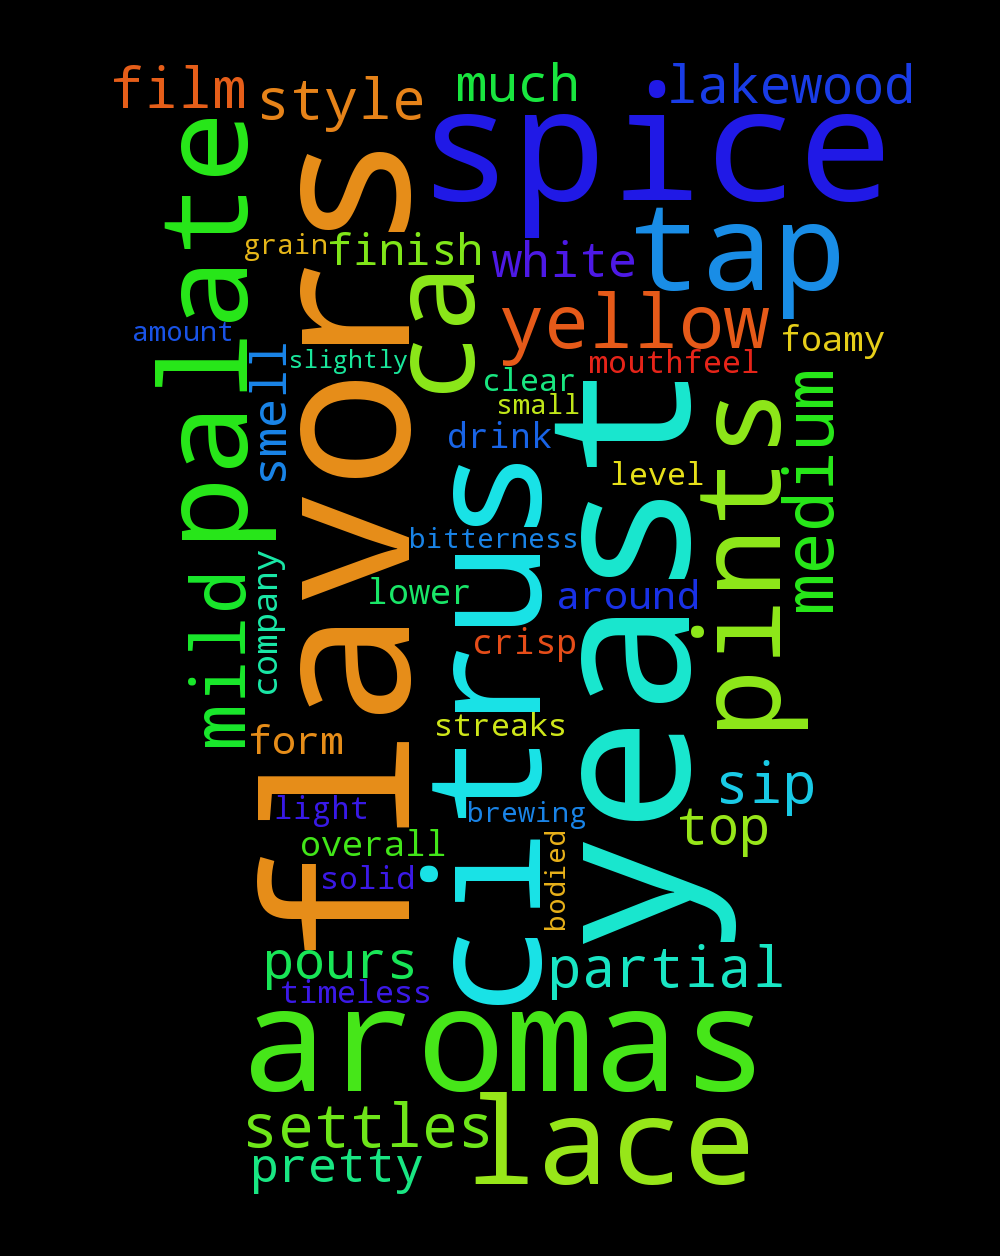 film
style
much
lakewood
spice
palate
flavors
tap
grain
finish
white
ca
yellow
amount
foamy
slightly
smell
mouthfeel
clear
small
medium
pints
drink
level
citrus
yeast
bitterness
company
mild
lower
around
crisp
streaks
form
sip
light
brewing
top
overall
solid
bodied
pours
partial
timeless
aromas
settles
lace
pretty